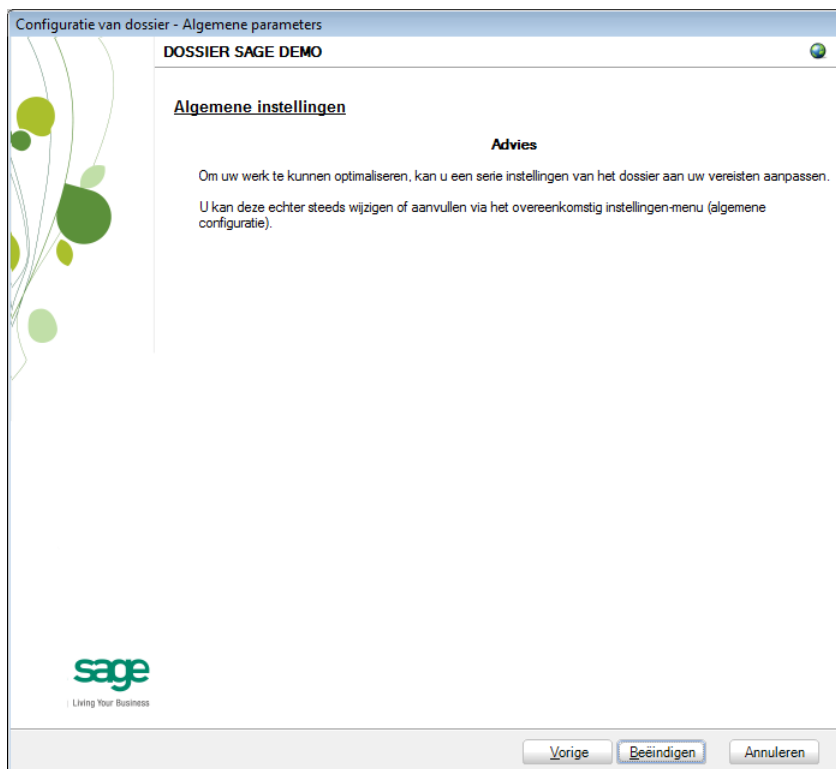 Configuratie van dossier - Algemene parameters
DOSSIER SAGE DEMO
Algemene instellingen
Advies
Om uw werk te kunnen optimaliseren, kan u een serie instellingen van het dossier aan uw vereisten aanpassen.
U kan deze echter steeds wijzigen of aanvullen via het overeenkomstig instellingen-menu (algemene
configuratie).
sage
Living Your Business
Vorige
Beëindigen
Annuleren